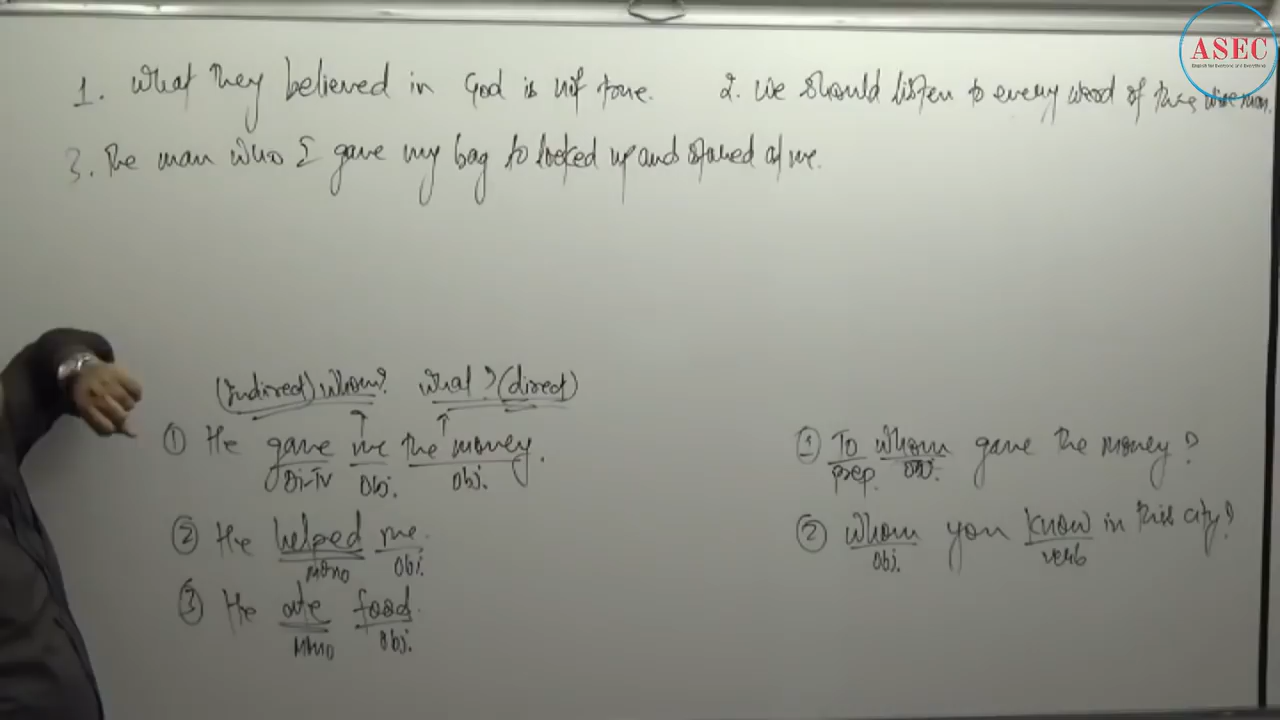 ASEC
1. What they believed in God is not true. 2. We should listen to every word of this wise man.
3. The man who I gave my bag to looked up and stared at me.
(Indirect) whom? what? (direct)
① He gave me the money.
Di-TV Obj. Obj.
② He helped me.
Mono Obj.
③ He ate food.
Mono Obj.
① To whom gave the money?
prep. Obj.
② Whom you know in this city?
Obj. verb